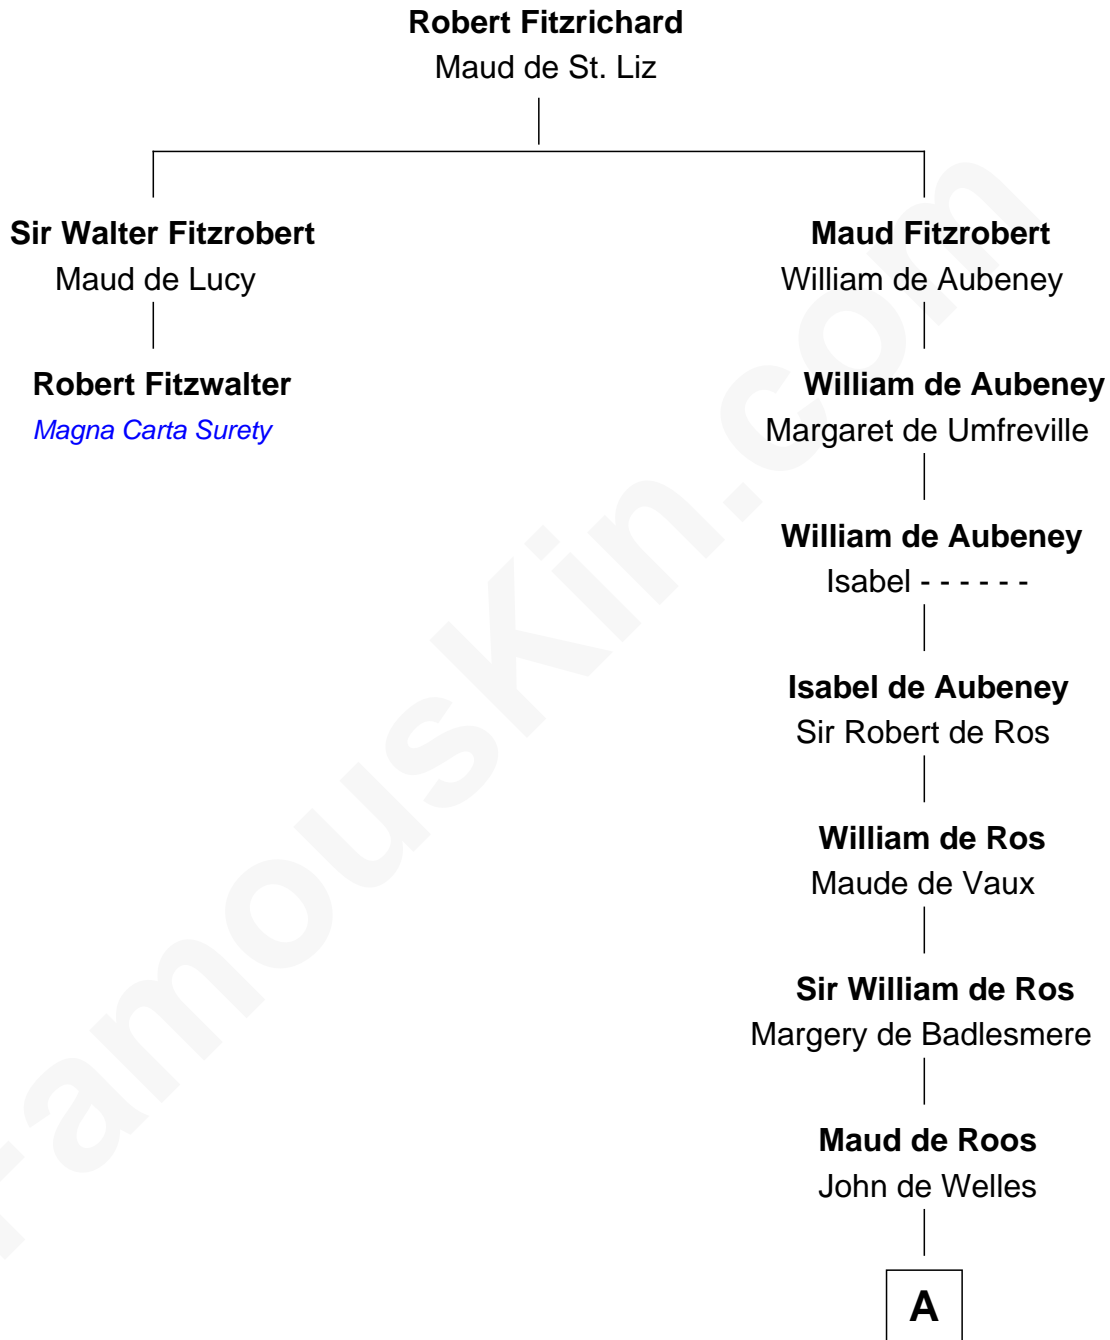 Robert Fitzrichard
Maud de St. Liz
Sir Walter Fitzrobert
Maud de Lucy
Maud Fitzrobert
William de Aubeney
Robert Fitzwalter
Magna Carta Surety
William de Aubeney
Margaret de Umfreville
William de Aubeney
Isabel - - - - - -
Isabel de Aubeney
Sir Robert de Ros
William de Ros
Maude de Vaux
Sir William de Ros
Margery de Badlesmere
Maud de Roos
John de Welles
A
FamousKin.com